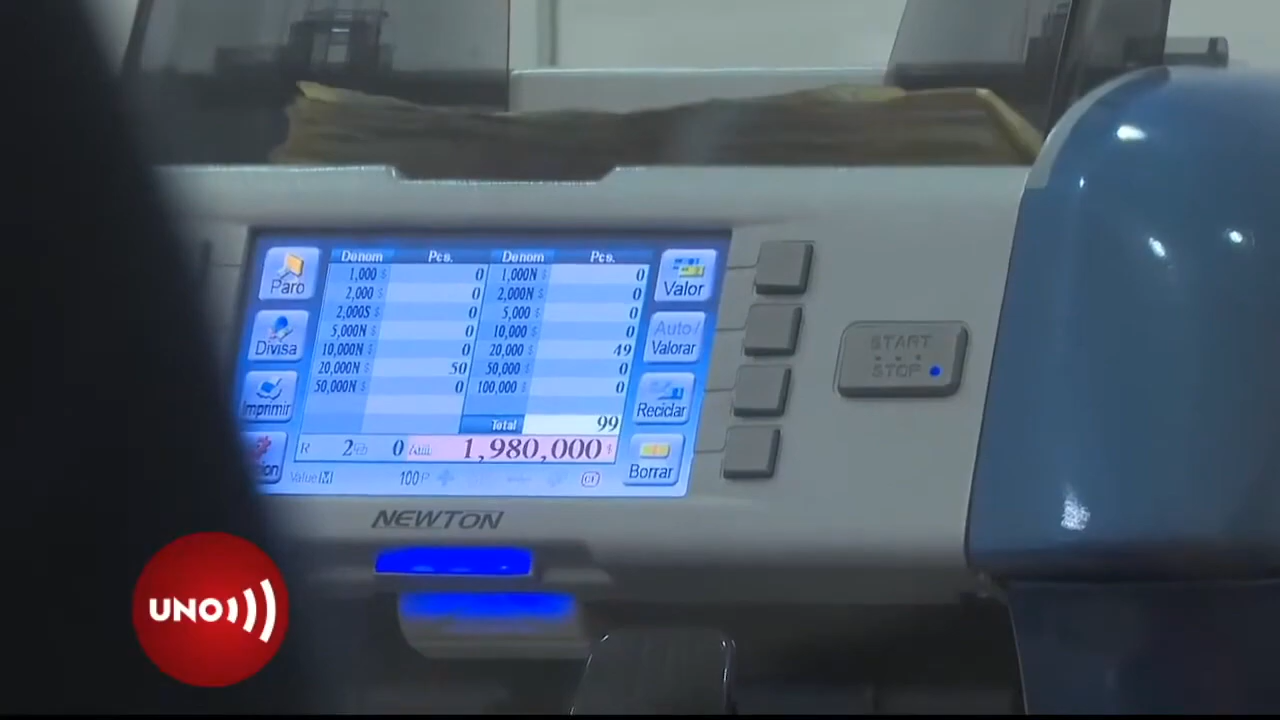 Paro
Denom Pcs. Denom Pcs.
Valor
1,000 $ 0 1,000N $ 0
2,000 $ 0 2,000N $ 0
2,000S $ 0 5,000 $ 0
5,000N $ 0 10,000 $ 0
10,000N $ 0 20,000 $ 49
20,000N $ 50 50,000 $ 0
50,000N $ 0 100,000 $ 0
Divisa
Auto/
Valorar
Imprimir
Reciclar
Total 99
R 2 0 Am. 1,980,000 $
Borrar
Value M 100 P CF
START
STOP
NEWTON
UNO